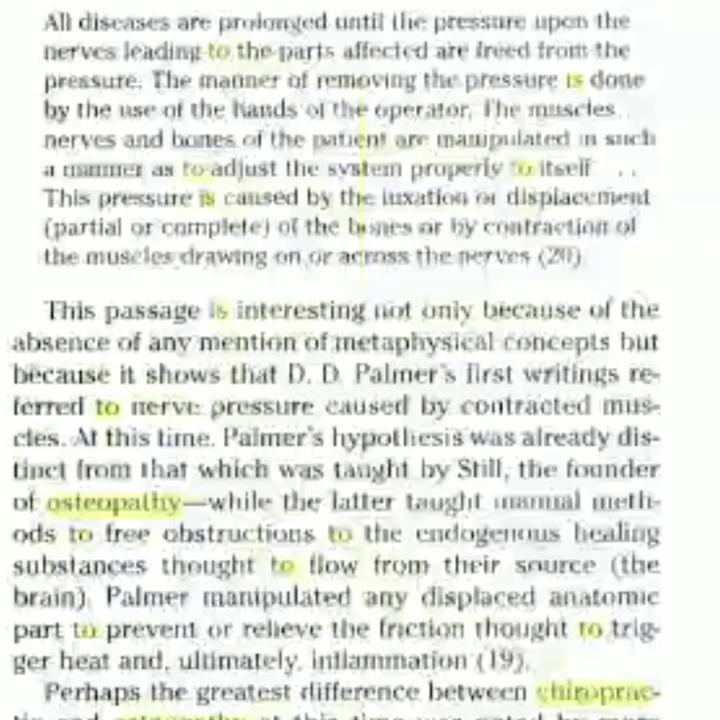 All diseases are prolonged until the pressure upon the
nerves leading to the parts affected are freed from the
pressure. The manner of removing the pressure is done
by the use of the hands of the operator. The muscles
nerves and bones of the patient are manipulated in such
a manner as to adjust the system properly to itself . .
This pressure is caused by the luxation or displacement
(partial or complete) of the bones or by contraction of
the muscles drawing on or across the nerves (20)
This passage is interesting not only because of the
absence of any mention of metaphysical concepts but
because it shows that D. D. Palmer's first writings re-
ferred to nerve pressure caused by contracted mus-
cles. At this time, Palmer's hypothesis was already dis-
tinct from that which was taught by Still, the founder
of osteopathy—while the latter taught manual meth-
ods to free obstructions to the endogenous healing
substances thought to flow from their source (the
brain), Palmer manipulated any displaced anatomic
part to prevent or relieve the friction thought to trig-
ger heat and, ultimately, inflammation (19).
Perhaps the greatest difference between chiroprac-